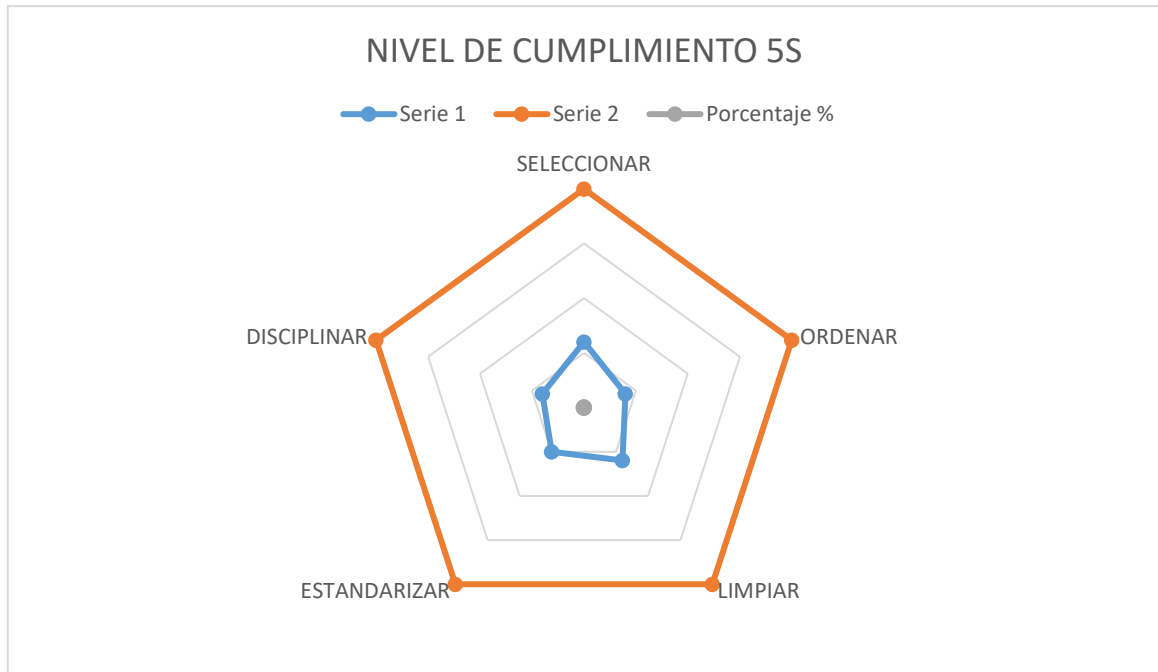 NIVEL DE CUMPLIMIENTO 5S
Serie 1 Serie 2 Porcentaje %
SELECCIONAR
DISCIPLINAR
ORDENAR
ESTANDARIZAR
LIMPIAR